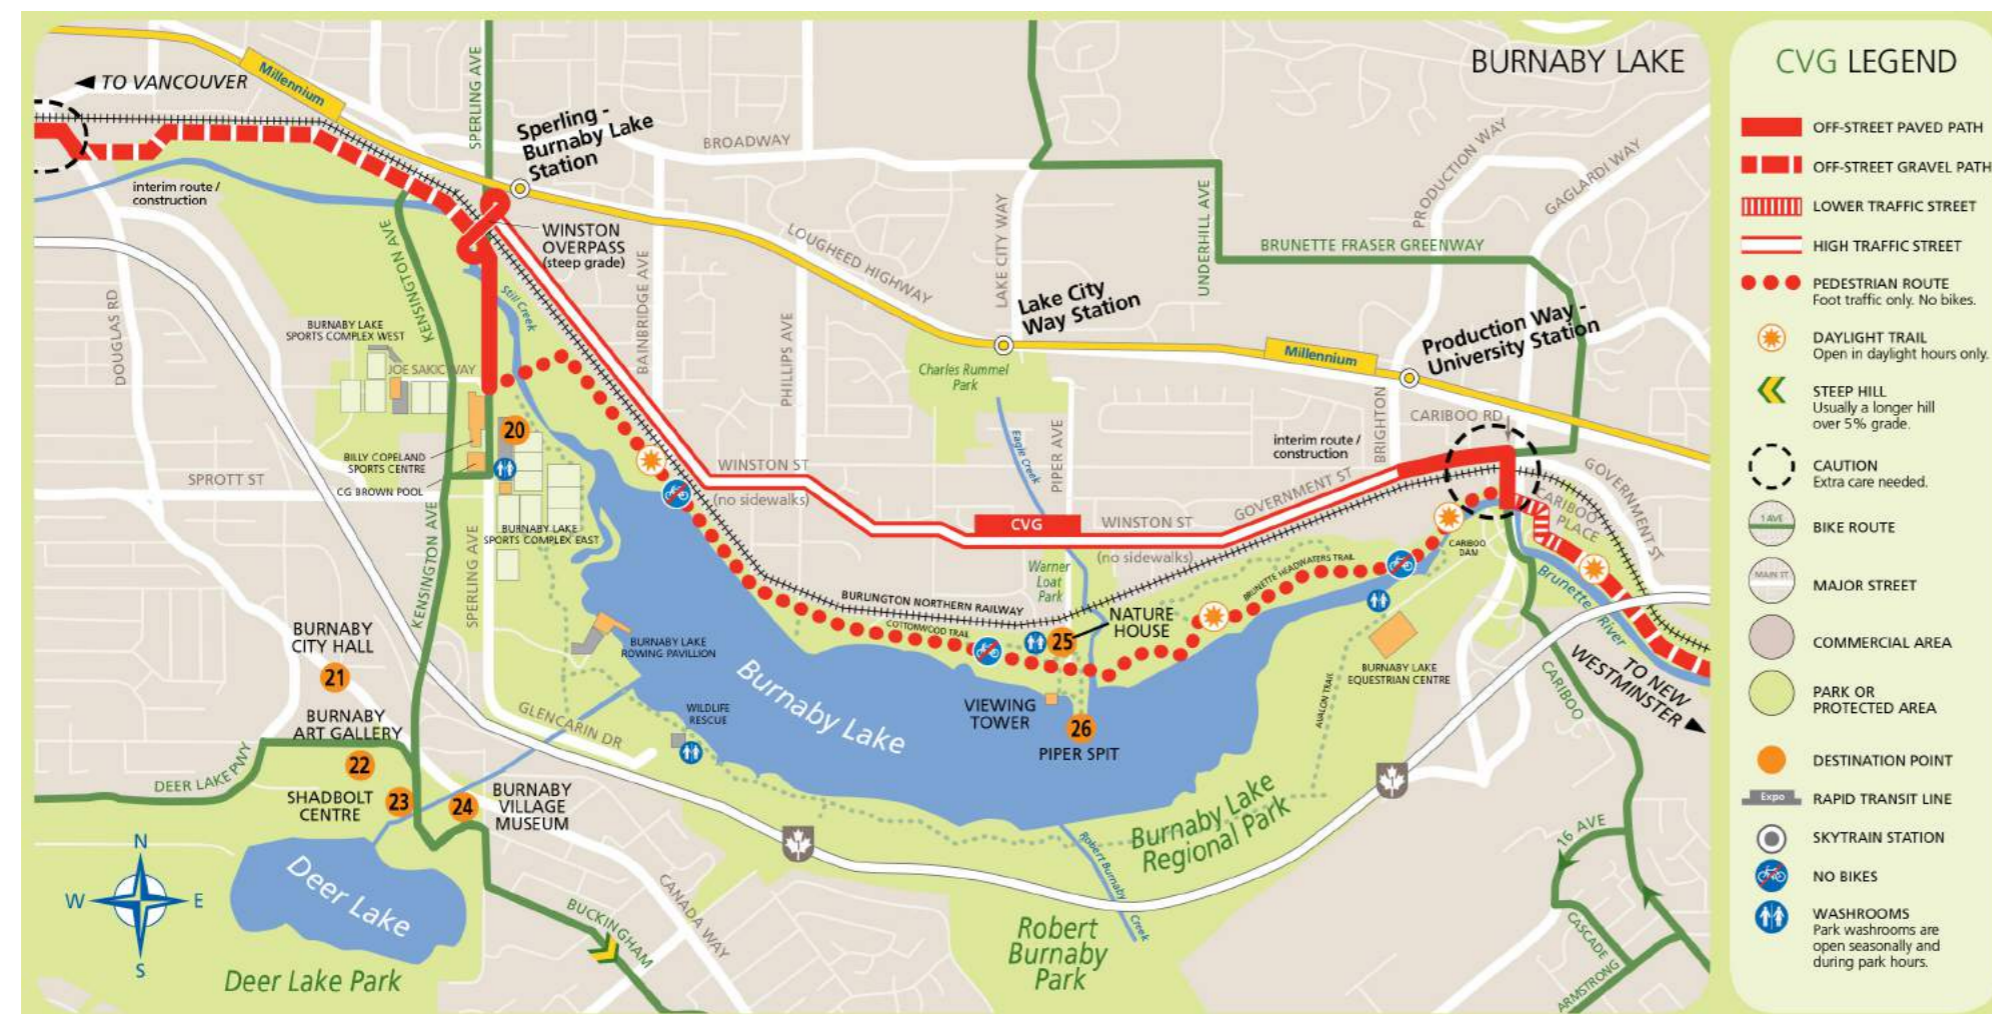 BURNABY LAKE
TO VANCOUVER
Millennium
SPERLING AVE
Sperling -
Burnaby Lake
Station
BROADWAY
PRODUCTION WAY
GAGLARDI WAY
interim route /
construction
KENSINGTON AVE
WINSTON
OVERPASS
(steep grade)
BAINBRIDGE AVE
LOUGHEED HIGHWAY
LAKE CITY WAY
UNDERHILL AVE
BRUNETTE FRASER GREENWAY
DOUGLAS RD
Still Creek
PHILLIPS AVE
Lake City
Way Station
Production Way -
University Station
Millennium
BURNABY LAKE
SPORTS COMPLEX WEST
JOE SAKIC WAY
Charles Rummel
Park
BRIGHTON
CARIBOO RD
20
BILLY COPELAND
SPORTS CENTRE
CG BROWN POOL
SPROTT ST
Eagle Creek
PIPER AVE
interim route /
construction
WINSTON ST
(no sidewalks)
GOVERNMENT ST
GOVERNMENT ST
CARIBOO
PLACE
CVG
WINSTON ST
(no sidewalks)
KENSINGTON AVE
SPERLING AVE
BURNABY LAKE
SPORTS COMPLEX EAST
CARIBOO
DAM
Warner
Loat
Park
BRUNETTE HEADWATERS TRAIL
Brunette River
BURLINGTON NORTHERN RAILWAY
COTTONWOOD TRAIL
25
NATURE
HOUSE
BURNABY
CITY HALL
21
BURNABY LAKE
ROWING PAVILLION
BURNABY LAKE
EQUESTRIAN CENTRE
TO NEW
WESTMINSTER
CARIBOO
AVALON TRAIL
Burnaby Lake
VIEWING
TOWER
26
PIPER SPIT
WILDLIFE
RESCUE
GLENCARIN DR
BURNABY
ART GALLERY
22
DEER LAKE PWY
SHADBOLT
CENTRE
23
24
BURNABY
VILLAGE
MUSEUM
1
1
Burnaby Lake
Regional Park
Robert Burnaby
Creek
16 AVE
N
W
E
S
Deer Lake
CANADA WAY
BUCKINGHAM
Robert
Burnaby
Park
CASCADE
ARMSTRONG
Deer Lake Park
CVG LEGEND
OFF-STREET PAVED PATH
OFF-STREET GRAVEL PATH
LOWER TRAFFIC STREET
HIGH TRAFFIC STREET
PEDESTRIAN ROUTE
Foot traffic only. No bikes.
DAYLIGHT TRAIL
Open in daylight hours only.
STEEP HILL
Usually a longer hill
over 5% grade.
CAUTION
Extra care needed.
1 AVE
BIKE ROUTE
MAIN ST
MAJOR STREET
COMMERCIAL AREA
PARK OR
PROTECTED AREA
DESTINATION POINT
Expo
RAPID TRANSIT LINE
SKYTRAIN STATION
NO BIKES
WASHROOMS
Park washrooms are
open seasonally and
during park hours.